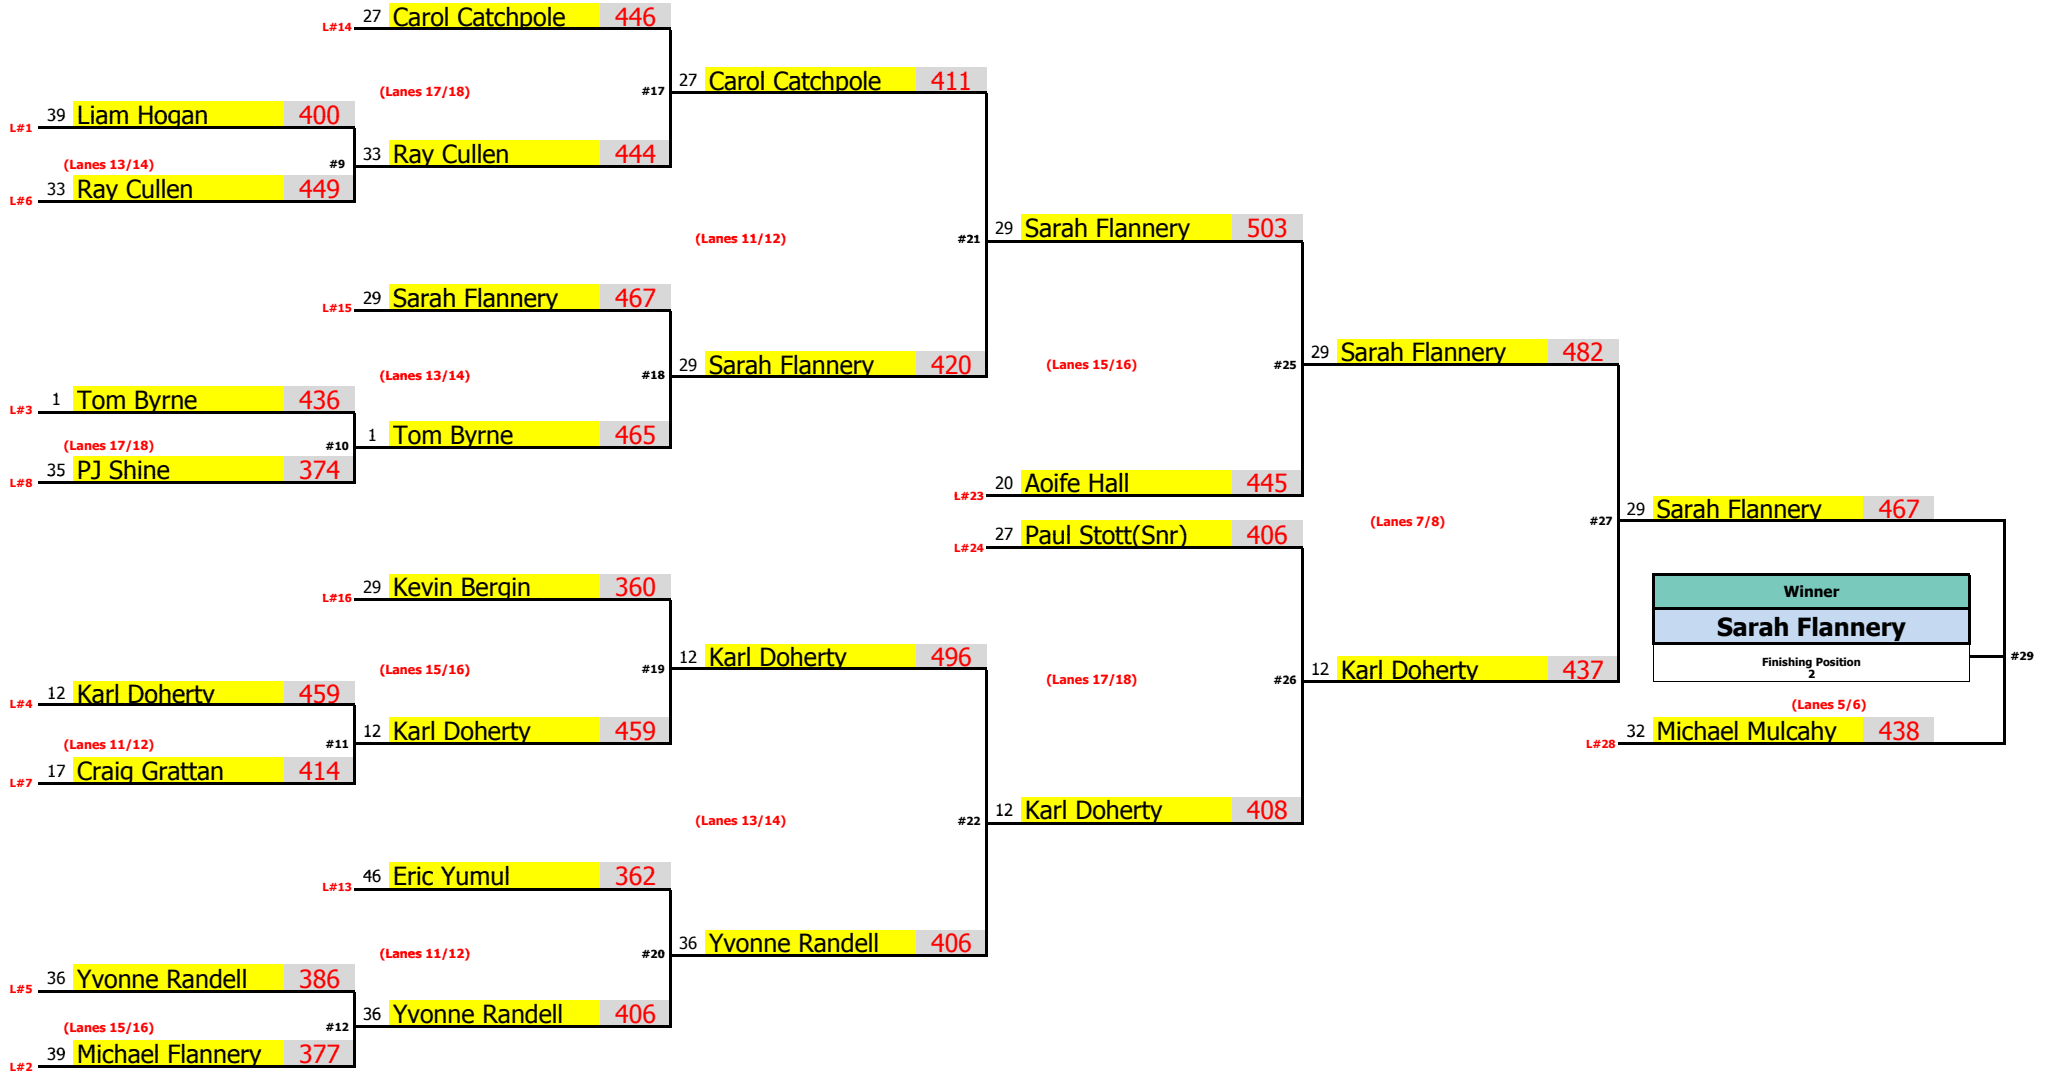 27 Carol Catchpole 446
L#14
(Lanes 17/18) #17
27 Carol Catchpole 411
39 Liam Hogan 400
L#1
(Lanes 13/14) #9
33 Ray Cullen 444
33 Ray Cullen 449
L#6
(Lanes 11/12) #21
29 Sarah Flannery 503
29 Sarah Flannery 467
L#15
(Lanes 13/14) #18
29 Sarah Flannery 420
1 Tom Byrne 436
L#3
(Lanes 17/18) #10
1 Tom Byrne 465
35 PJ Shine 374
L#8
(Lanes 15/16) #25
29 Sarah Flannery 482
20 Aoife Hall 445
L#23
27 Paul Stott(Snr) 406
L#24
(Lanes 7/8) #27
29 Sarah Flannery 467
29 Kevin Bergin 360
L#16
(Lanes 15/16) #19
12 Karl Doherty 496
12 Karl Doherty 459
L#4
(Lanes 11/12) #11
12 Karl Doherty 459
17 Craig Grattan 414
L#7
(Lanes 17/18) #26
12 Karl Doherty 437
Winner
Sarah Flannery
Finishing Position
2
#29
(Lanes 5/6)
32 Michael Mulcahy 438
L#28
(Lanes 13/14) #22
12 Karl Doherty 408
46 Eric Yumul 362
L#13
(Lanes 11/12) #20
36 Yvonne Randell 406
36 Yvonne Randell 386
L#5
(Lanes 15/16) #12
36 Yvonne Randell 406
39 Michael Flannery 377
L#2